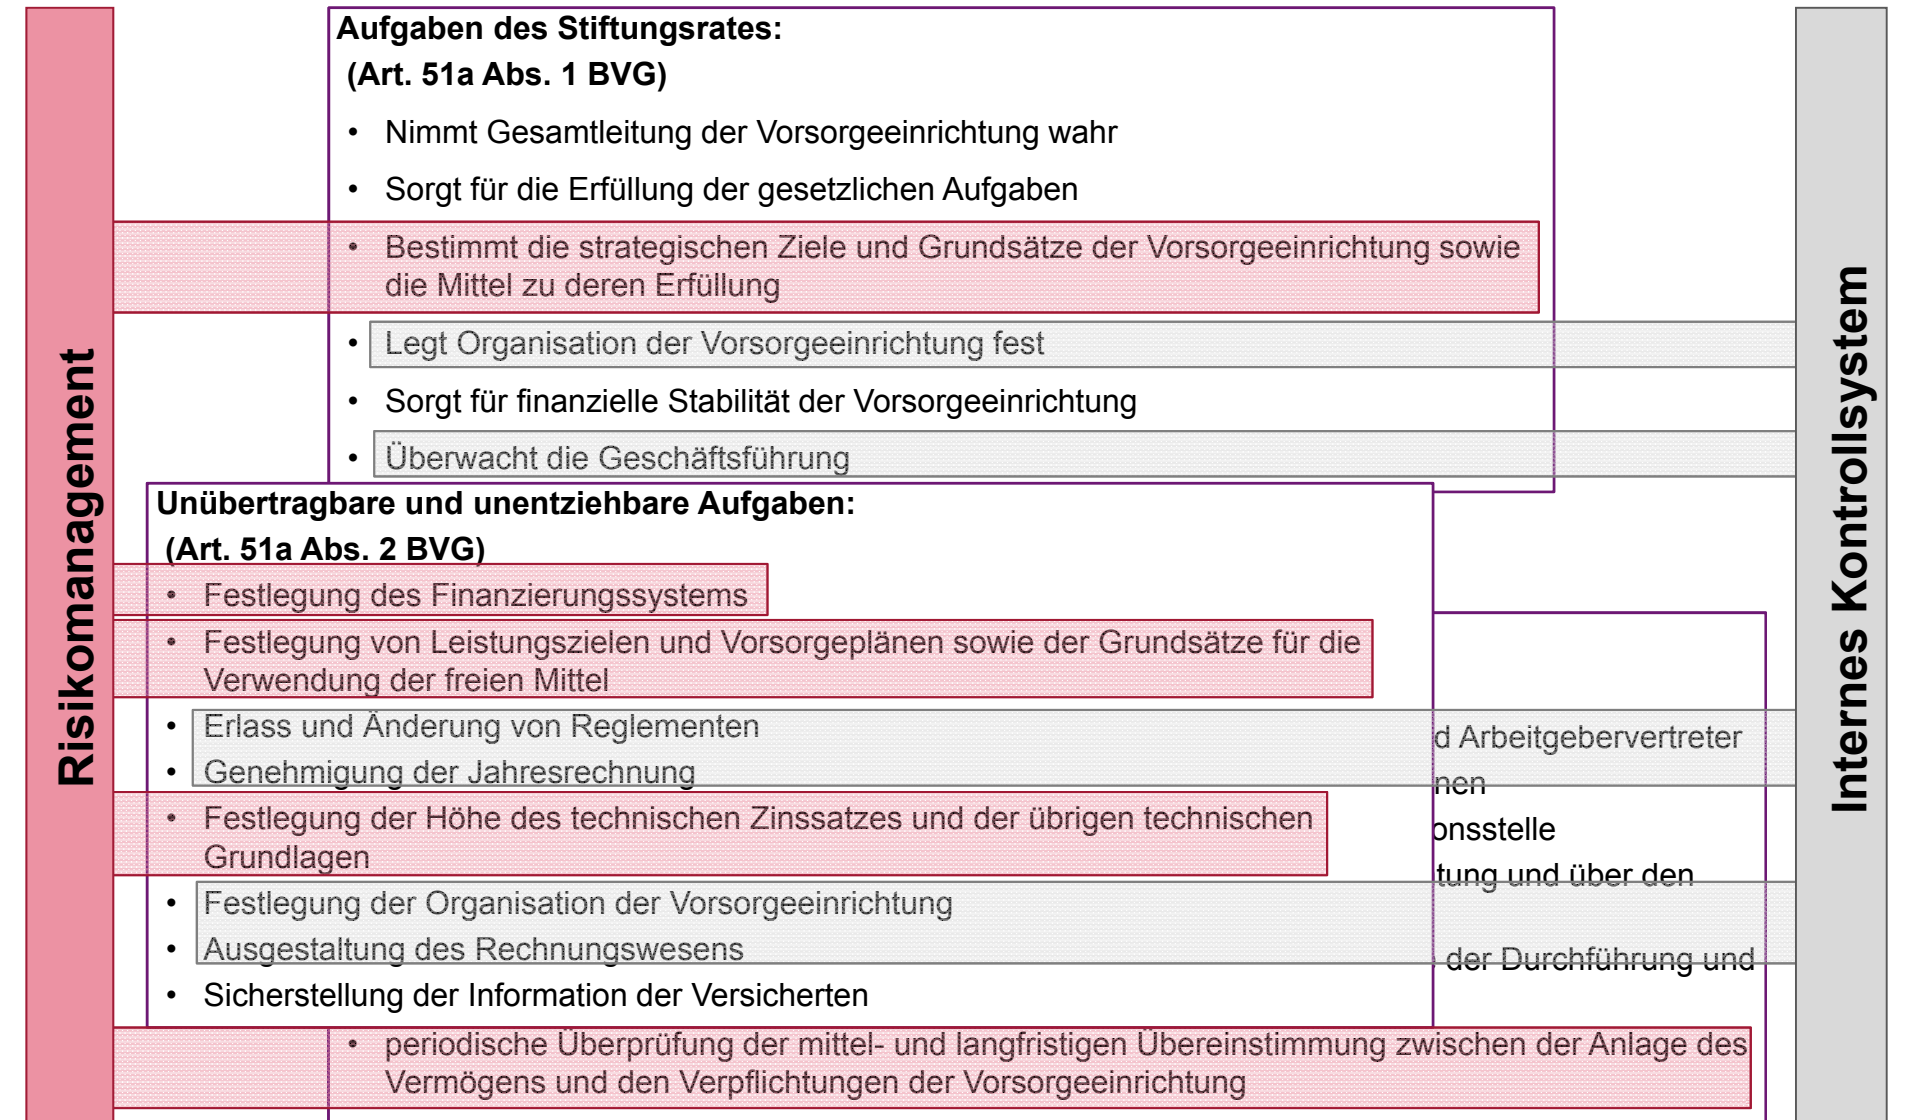 Risikomanagement
Aufgaben des Stiftungsrates:
(Art. 51a Abs. 1 BVG)
• Nimmt Gesamtleitung der Vorsorgeeinrichtung wahr
• Sorgt für die Erfüllung der gesetzlichen Aufgaben
• Bestimmt die strategischen Ziele und Grundsätze der Vorsorgeeinrichtung sowie
die Mittel zu deren Erfüllung
• Legt Organisation der Vorsorgeeinrichtung fest
• Sorgt für finanzielle Stabilität der Vorsorgeeinrichtung
• Überwacht die Geschäftsführung
Unübertragbare und unentziehbare Aufgaben:
(Art. 51a Abs. 2 BVG)
• Festlegung des Finanzierungssystems
• Festlegung von Leistungszielen und Vorsorgeplänen sowie der Grundsätze für die
Verwendung der freien Mittel
• Erlass und Änderung von Reglementen
• Genehmigung der Jahresrechnung
• Festlegung der Höhe des technischen Zinssatzes und der übrigen technischen
Grundlagen
• Festlegung der Organisation der Vorsorgeeinrichtung
• Ausgestaltung des Rechnungswesens
• Sicherstellung der Information der Versicherten
d Arbeitgebervertreter
nen
onsstelle
tung und über den
der Durchführung und
• periodische Überprüfung der mittel- und langfristigen Übereinstimmung zwischen der Anlage des
Vermögens und den Verpflichtungen der Vorsorgeeinrichtung
Internes Kontrollsystem